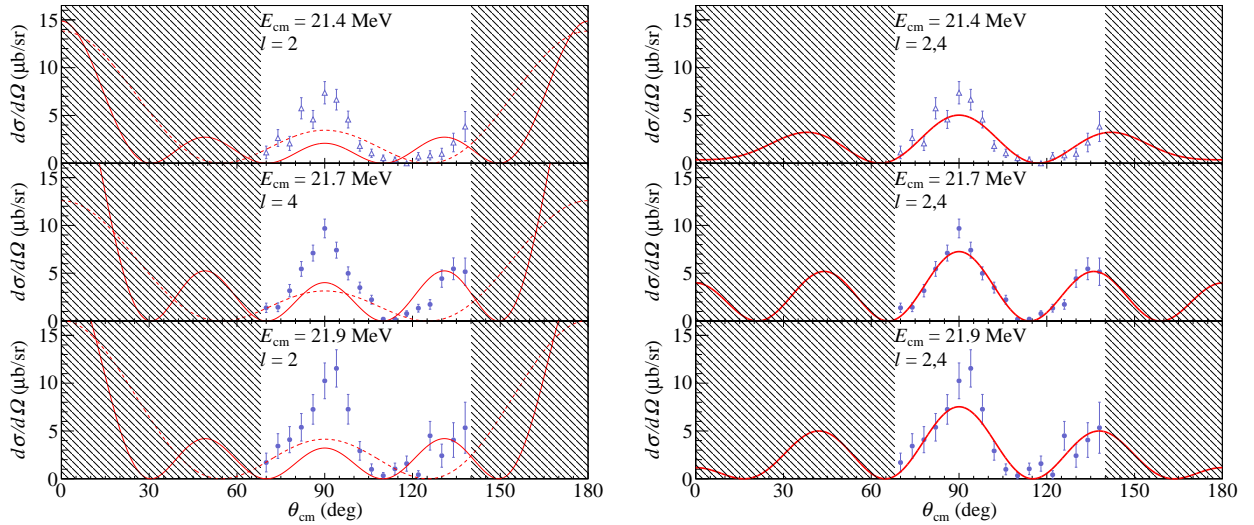 15
10
5
0
dσ/dΩ (μb/sr)
E_cm = 21.4 MeV
l = 2
15
10
5
0
dσ/dΩ (μb/sr)
E_cm = 21.7 MeV
l = 4
15
10
5
0
dσ/dΩ (μb/sr)
E_cm = 21.9 MeV
l = 2
0 30 60 90 120 150 180
θ_cm (deg)
15
10
5
0
dσ/dΩ (μb/sr)
E_cm = 21.4 MeV
l = 2,4
15
10
5
0
dσ/dΩ (μb/sr)
E_cm = 21.7 MeV
l = 2,4
15
10
5
0
dσ/dΩ (μb/sr)
E_cm = 21.9 MeV
l = 2,4
0 30 60 90 120 150 180
θ_cm (deg)